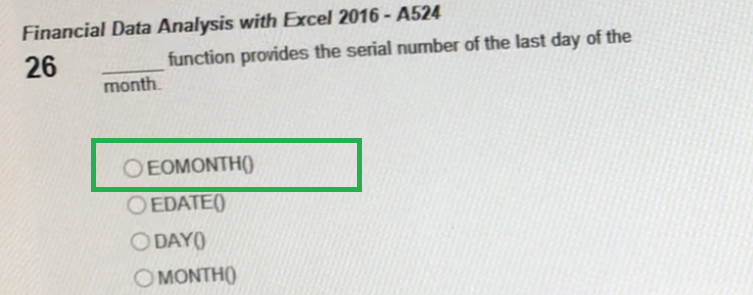 Financial Data Analysis with Excel 2016 - A524
26 ______ function provides the serial number of the last day of the
month.
EOMONTH()
EDATE()
DAY()
MONTH()